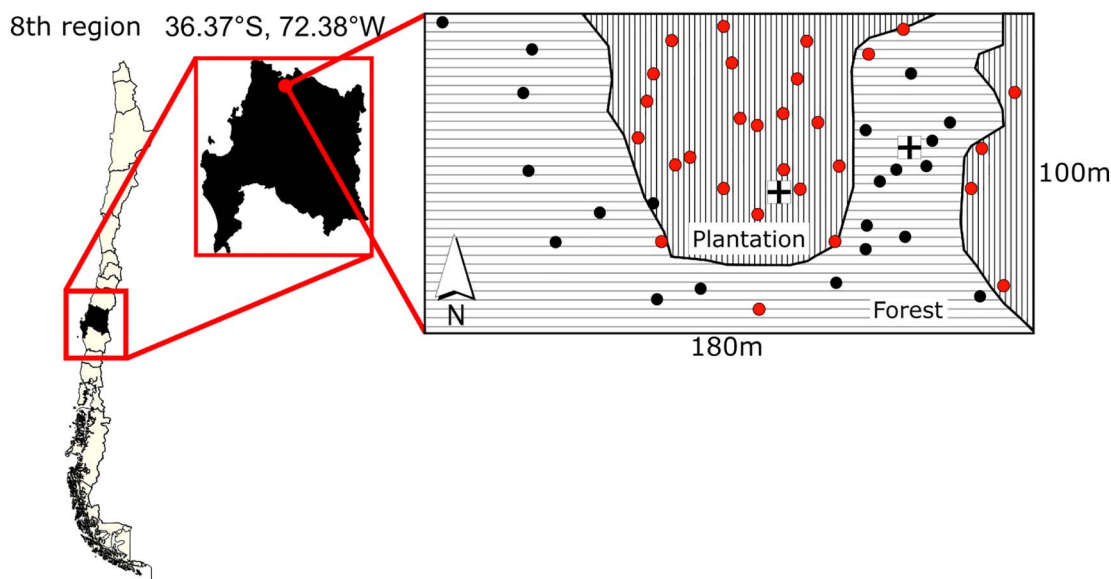 8th region 36.37°S, 72.38°W
100m
Plantation
N
Forest
180m